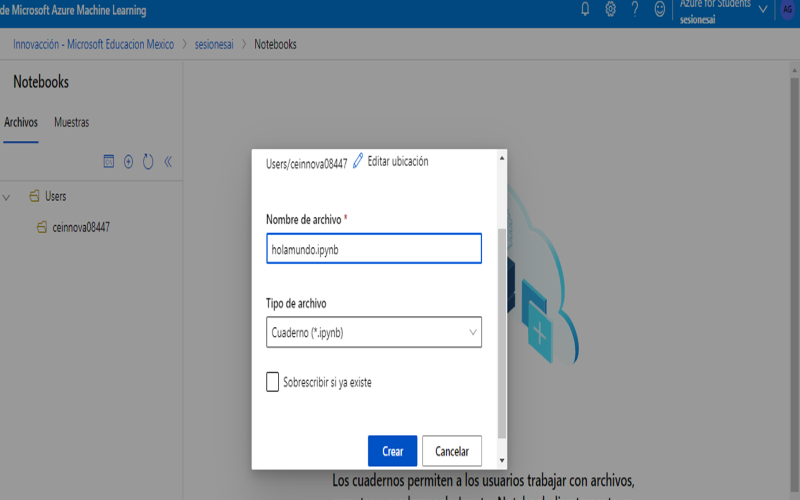 de Microsoft Azure Machine Learning
Azure for Students
sesionesai
AG
Innovacción - Microsoft Educacion Mexico > sesionesai > Notebooks
Notebooks
Archivos Muestras
Users
ceinnova08447
Users/ceinnova08447 Editar ubicación
Nombre de archivo *
holamundo.ipynb
Tipo de archivo
Cuaderno (*.ipynb)
Sobrescribir si ya existe
Crear Cancelar
Los cuadernos permiten a los usuarios trabajar con archivos,